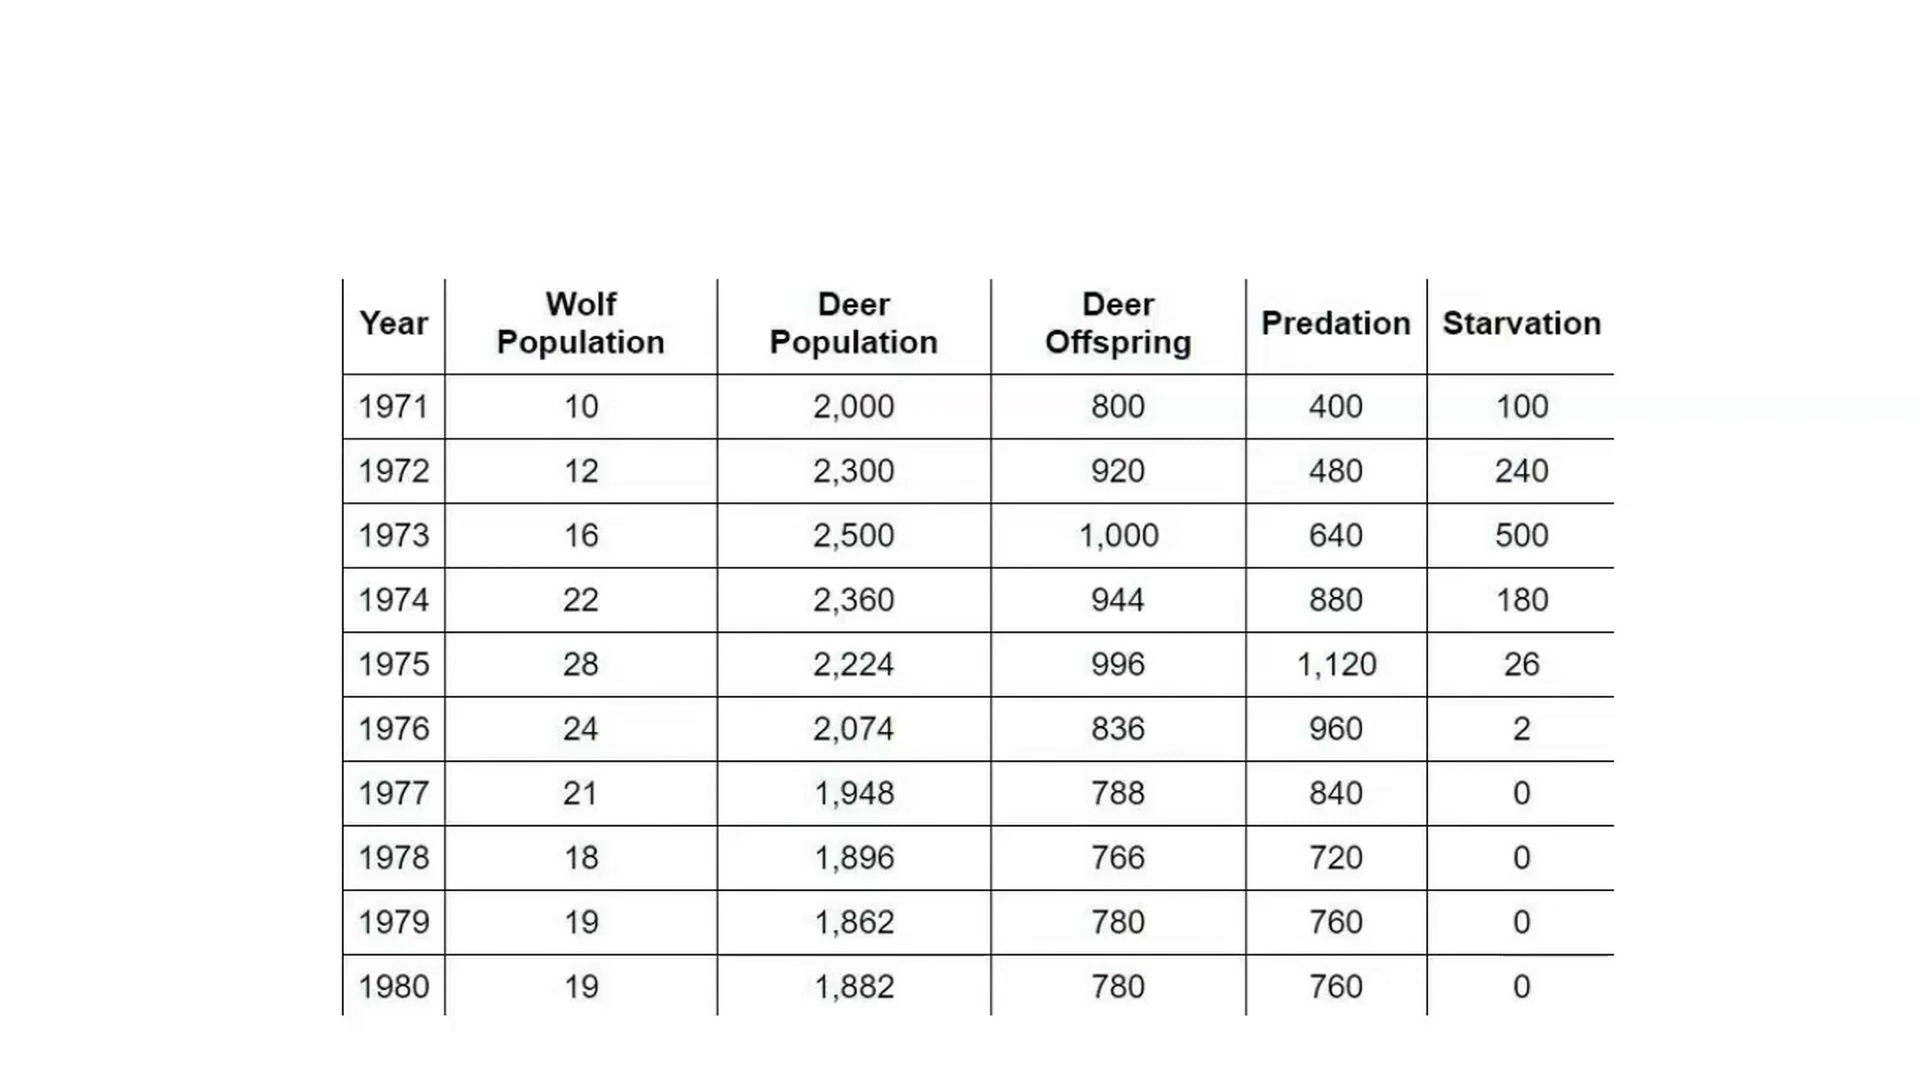 Year Wolf Population Deer Population Deer Offspring Predation Starvation
1971 10 2,000 800 400 100
1972 12 2,300 920 480 240
1973 16 2,500 1,000 640 500
1974 22 2,360 944 880 180
1975 28 2,224 996 1,120 26
1976 24 2,074 836 960 2
1977 21 1,948 788 840 0
1978 18 1,896 766 720 0
1979 19 1,862 780 760 0
1980 19 1,882 780 760 0